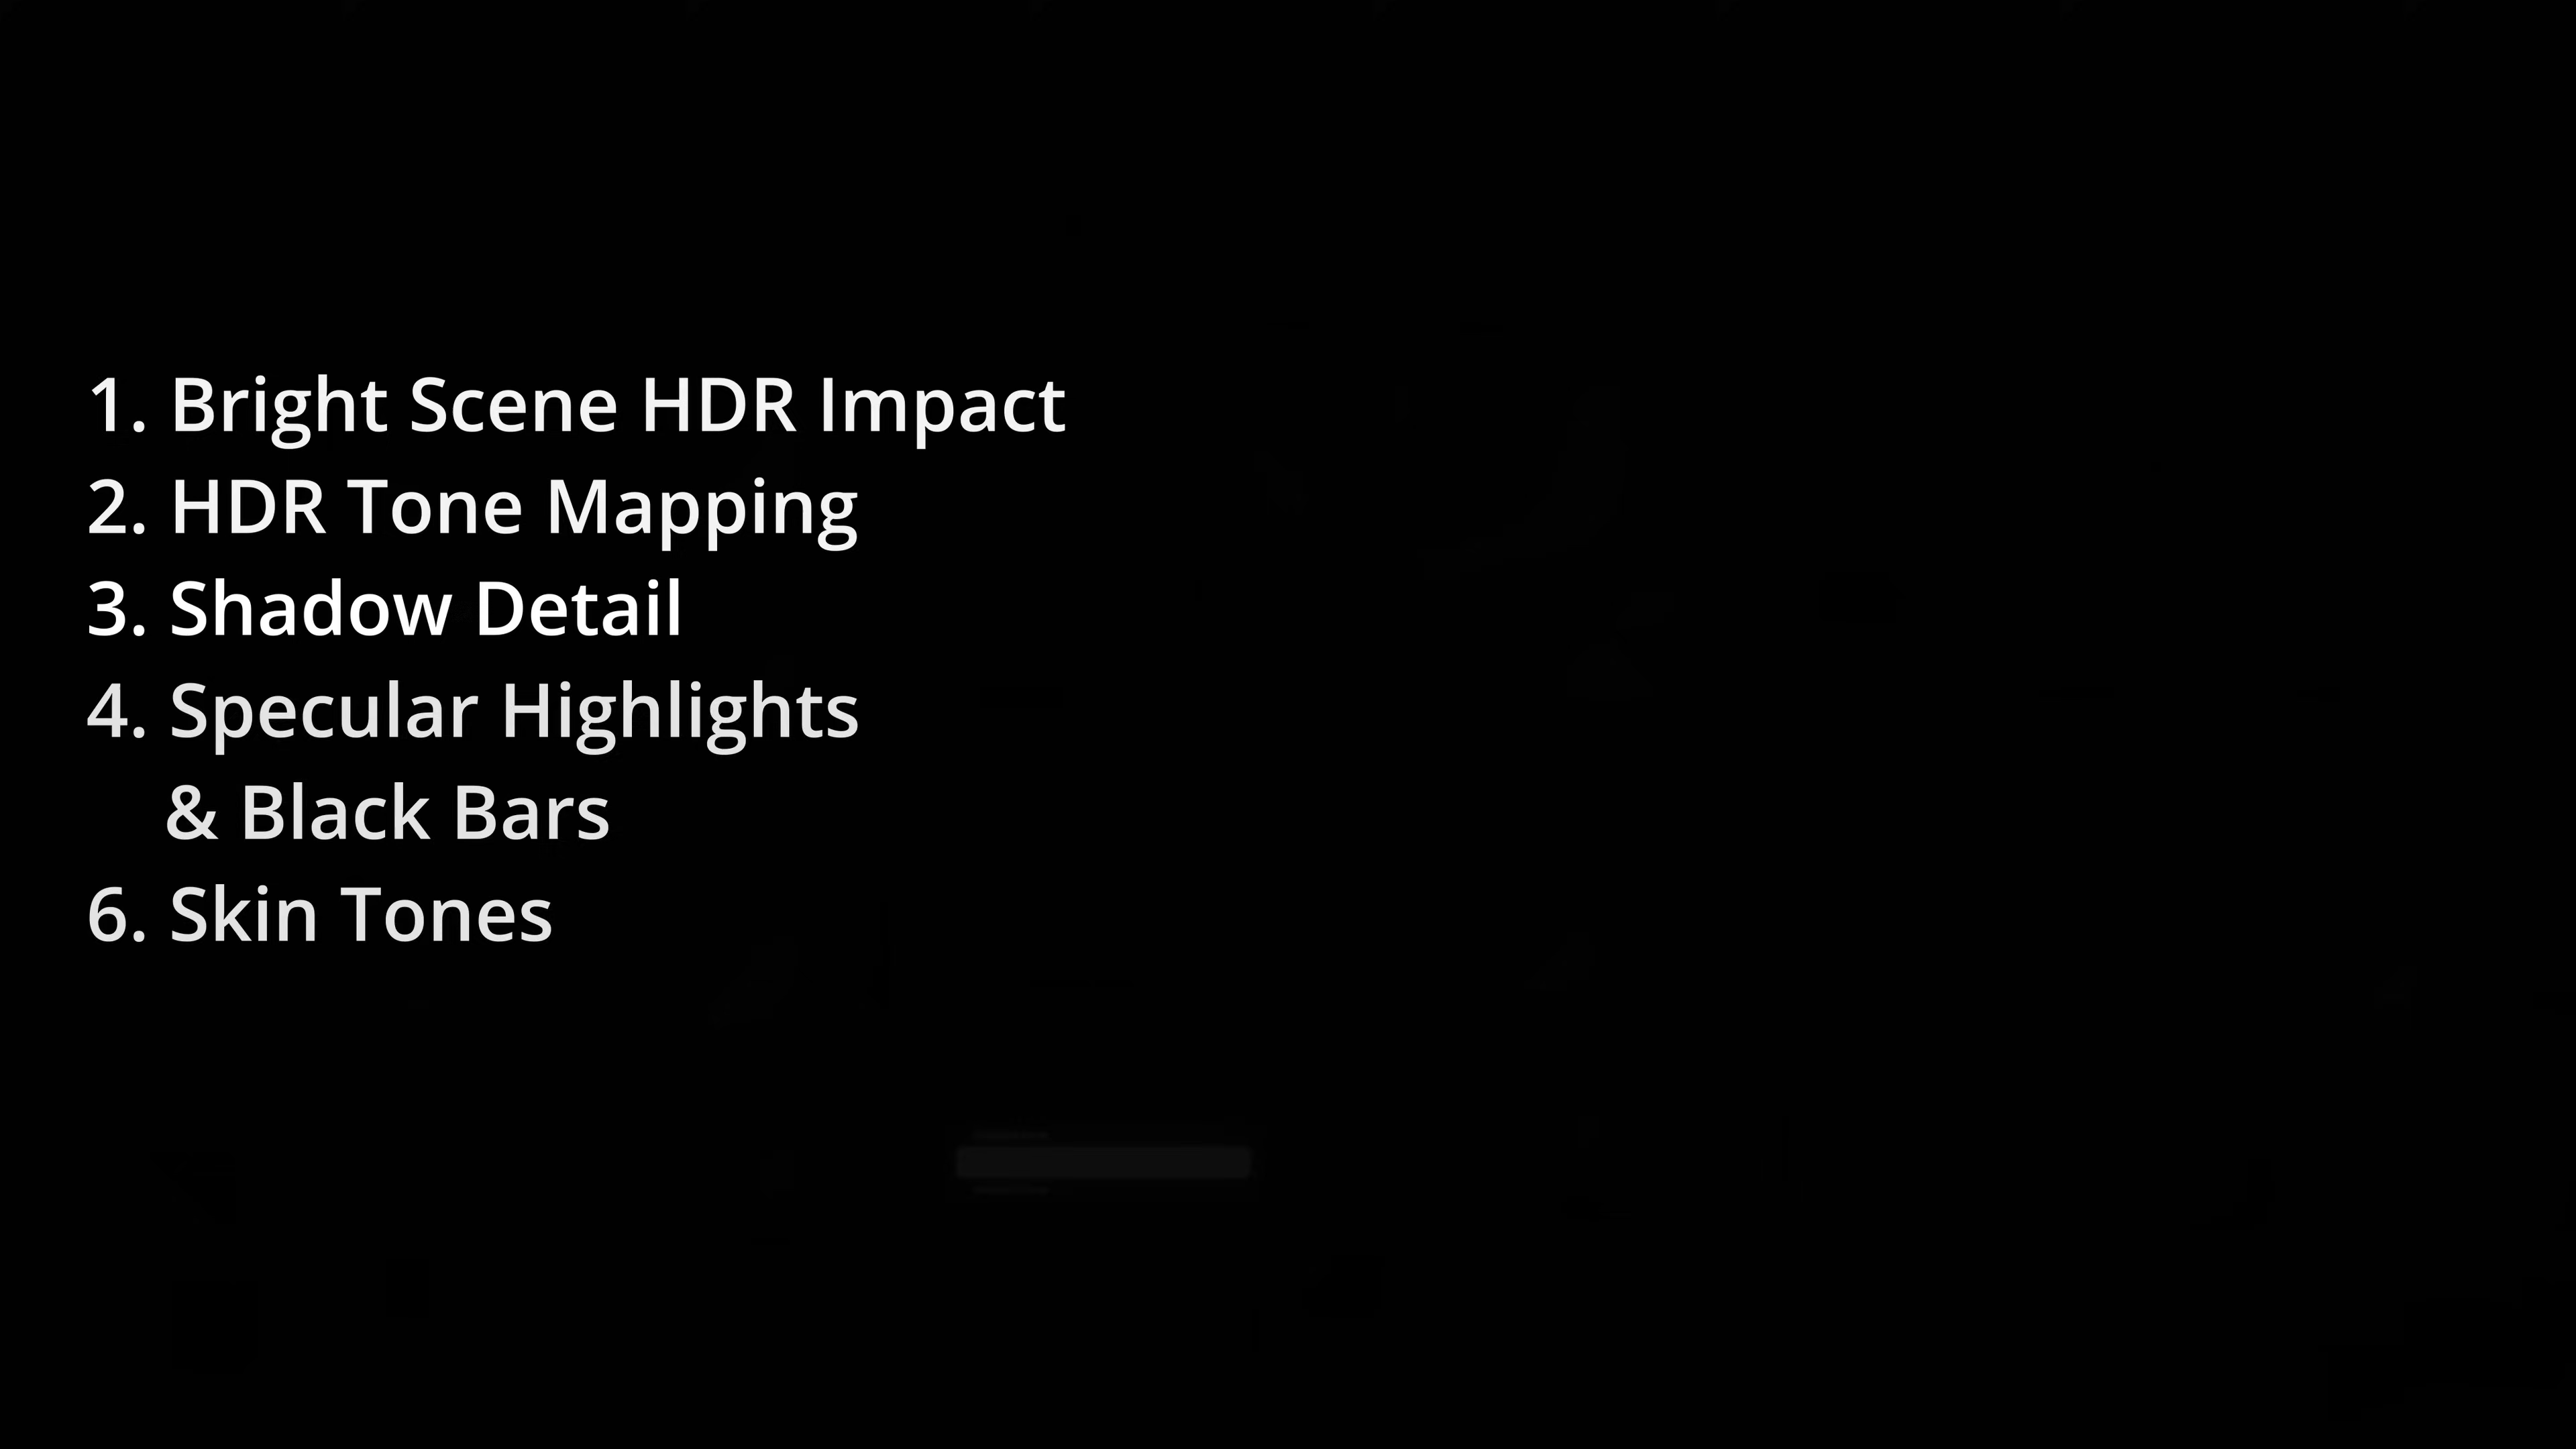 1. Bright Scene HDR Impact
2. HDR Tone Mapping
3. Shadow Detail
4. Specular Highlights
& Black Bars
6. Skin Tones